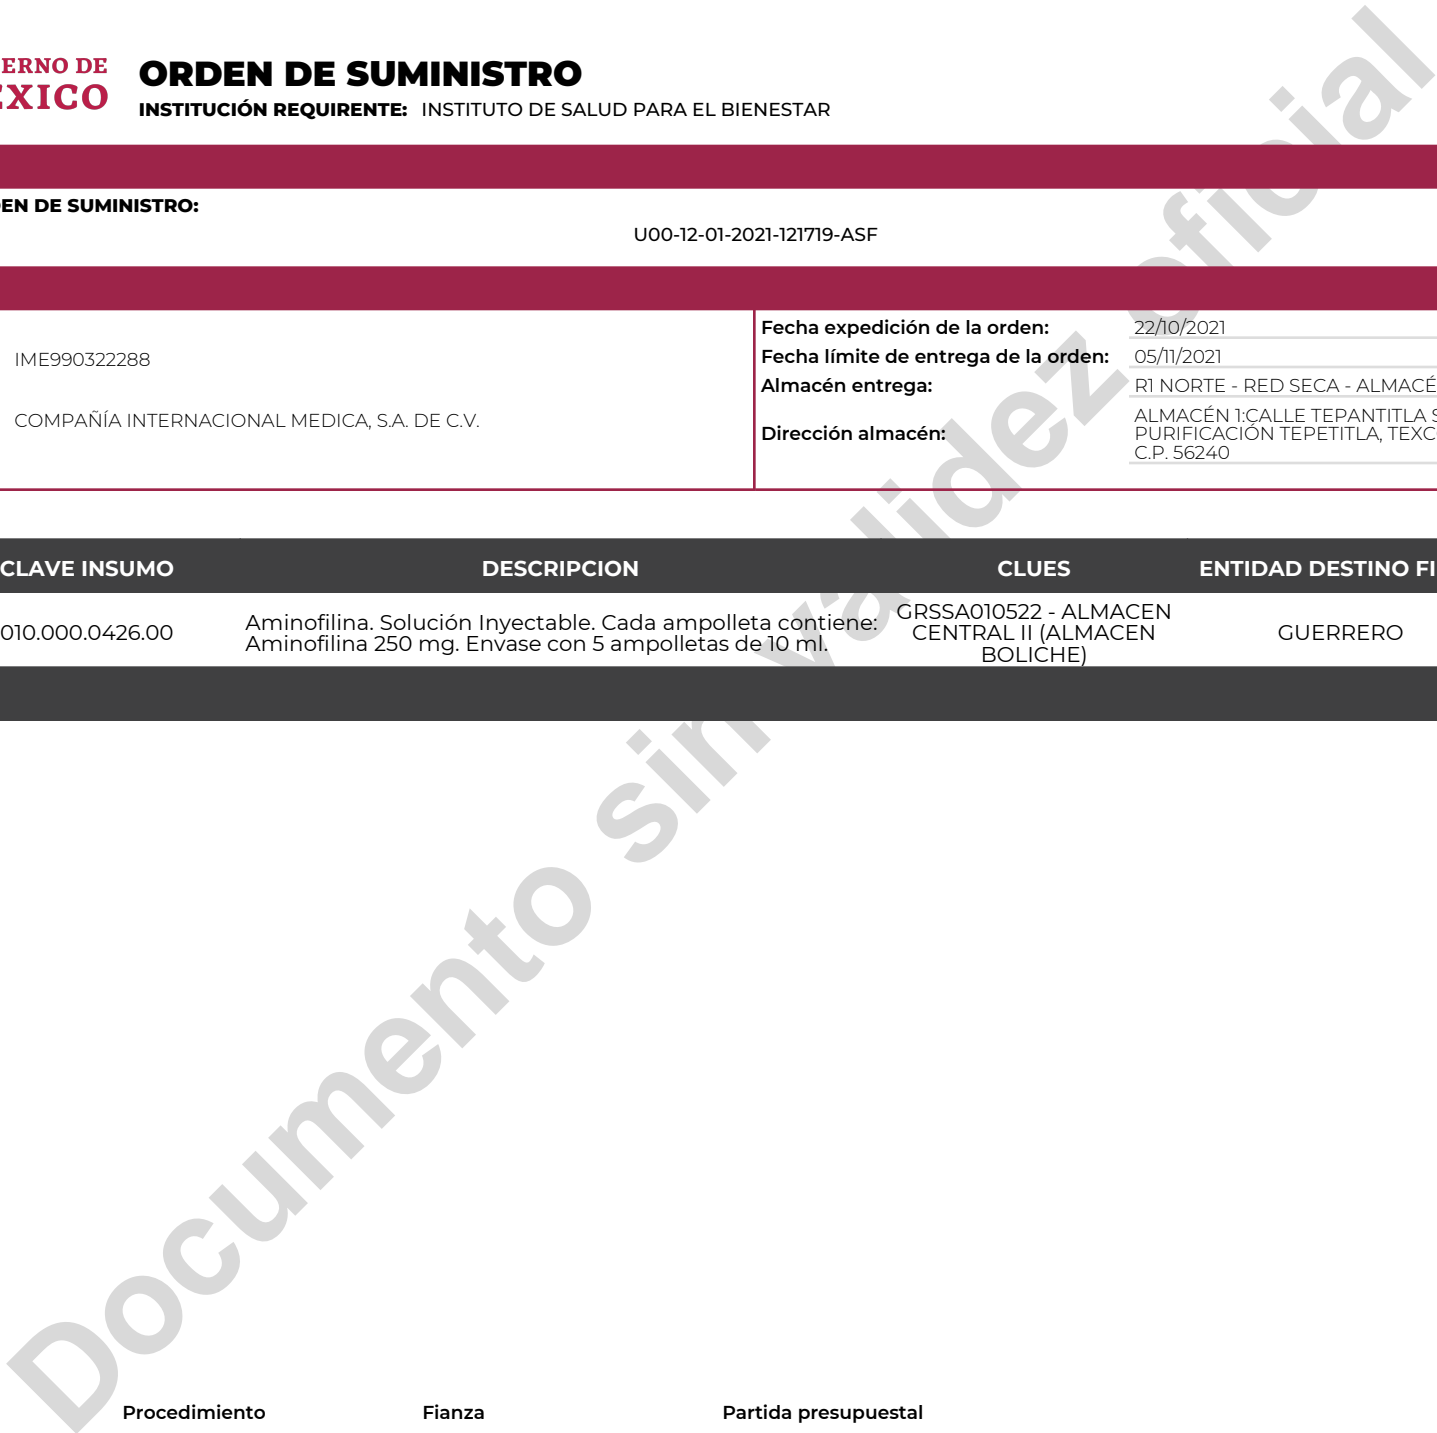 ERNO DE
EXICO
ORDEN DE SUMINISTRO
INSTITUCIÓN REQUIRENTE: INSTITUTO DE SALUD PARA EL BIENESTAR
EN DE SUMINISTRO:
U00-12-01-2021-121719-ASF
IME990322288
COMPAÑÍA INTERNACIONAL MEDICA, S.A. DE C.V.
Fecha expedición de la orden: 22/10/2021
Fecha límite de entrega de la orden: 05/11/2021
Almacén entrega: R1 NORTE - RED SECA - ALMACÉ
Dirección almacén: ALMACÉN 1:CALLE TEPANTITLA S
PURIFICACIÓN TEPETITLA, TEXC
C.P. 56240
CLAVE INSUMO DESCRIPCION CLUES ENTIDAD DESTINO FI
010.000.0426.00
Aminofilina. Solución Inyectable. Cada ampolleta contiene:
Aminofilina 250 mg. Envase con 5 ampolletas de 10 ml.
GRSSA010522 - ALMACEN
CENTRAL II (ALMACEN
BOLICHE)
GUERRERO
Documento sin validez oficial
Procedimiento Fianza Partida presupuestal